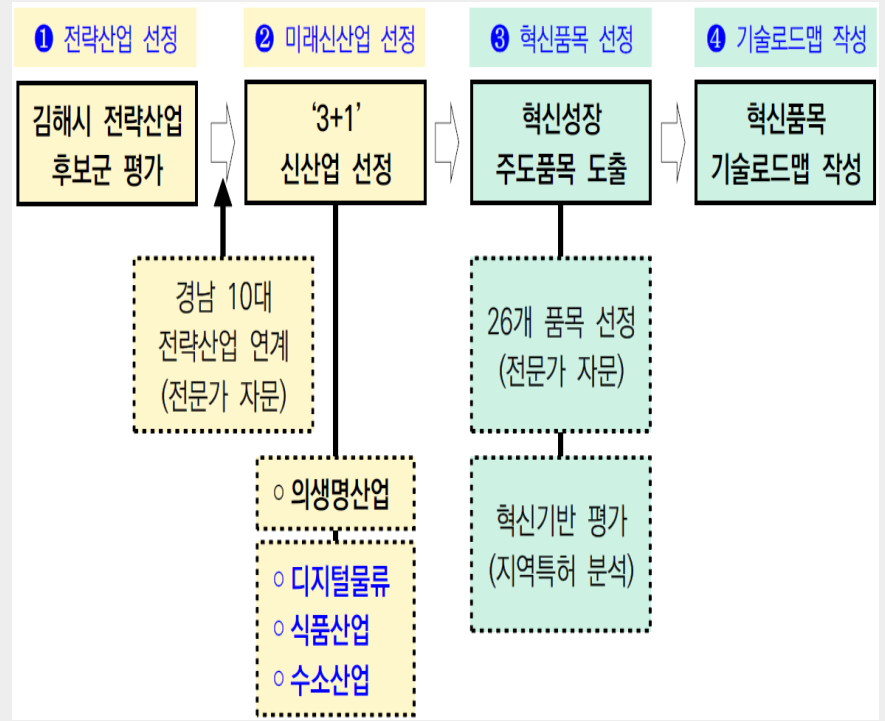 ❶ 전략산업 선정
❷ 미래신산업 선정
❸ 혁신품목 선정
❹ 기술로드맵 작성
김해시 전략산업
후보군 평가
‘3+1’
신산업 선정
혁신성장
주도품목 도출
혁신품목
기술로드맵 작성
경남 10대
전략산업 연계
(전문가 자문)
26개 품목 선정
(전문가 자문)
○ 의생명산업
○ 디지털물류
○ 식품산업
○ 수소산업
혁신기반 평가
(지역특허 분석)